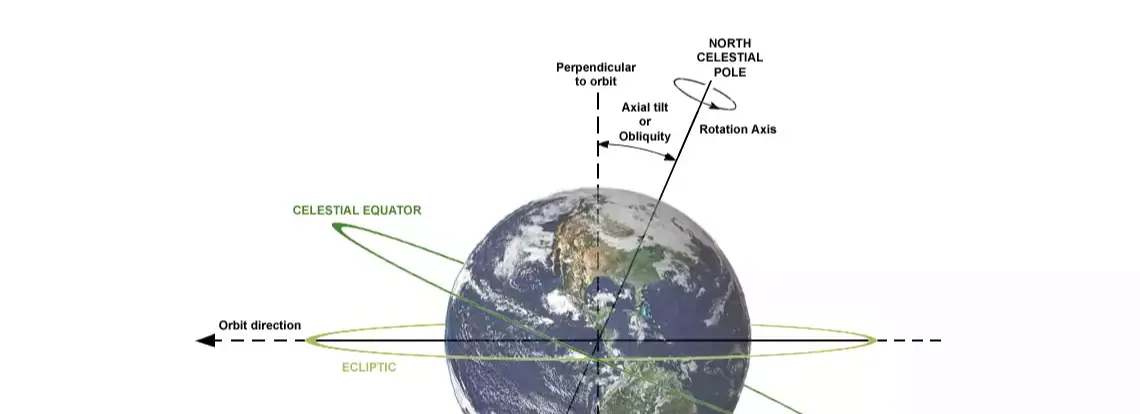 NORTH
CELESTIAL
POLE
Perpendicular
to orbit
Axial tilt
or
Obliquity
Rotation Axis
CELESTIAL EQUATOR
Orbit direction
ECLIPTIC